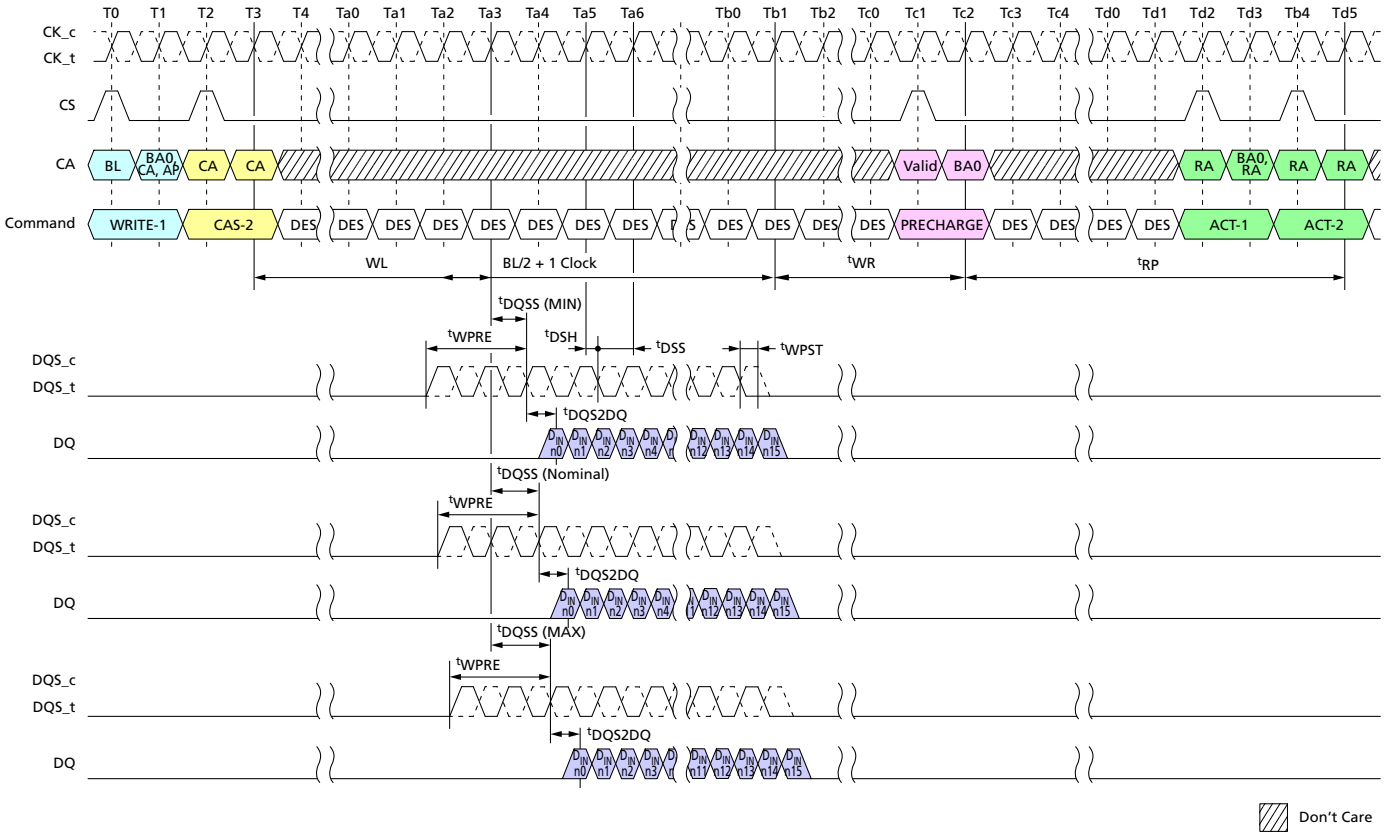 T0 T1 T2 T3 T4 Ta0 Ta1 Ta2 Ta3 Ta4 Ta5 Ta6 Tb0 Tb1 Tb2 Tc0 Tc1 Tc2 Tc3 Tc4 Td0 Td1 Td2 Td3 Tb4 Td5
CK_c
CK_t
CS
CA BL BA0, CA, AP CA CA Valid BA0 RA BA0, RA RA RA
Command WRITE-1 CAS-2 DES DES DES DES DES DES DES DES DES DES DES DES PRECHARGE DES DES DES DES ACT-1 ACT-2
WL BL/2 + 1 Clock tWR tRP
tDQSS (MIN)
tWPRE tDSH tDSS tWPST
DQS_c
DQS_t
tDQS2DQ
DQ DIN n0 DIN n1 DIN n2 DIN n3 DIN n4 DIN n DIN n12 DIN n13 DIN n14 DIN n15
tDQSS (Nominal)
tWPRE
DQS_c
DQS_t
tDQS2DQ
DQ DIN n0 DIN n1 DIN n2 DIN n3 DIN n4 DIN n12 DIN n13 DIN n14 DIN n15
tDQSS (MAX)
tWPRE
DQS_c
DQS_t
tDQS2DQ
DQ DIN n0 DIN n1 DIN n2 DIN n3 DIN n DIN n11 DIN n12 DIN n13 DIN n14 DIN n15
Don't Care